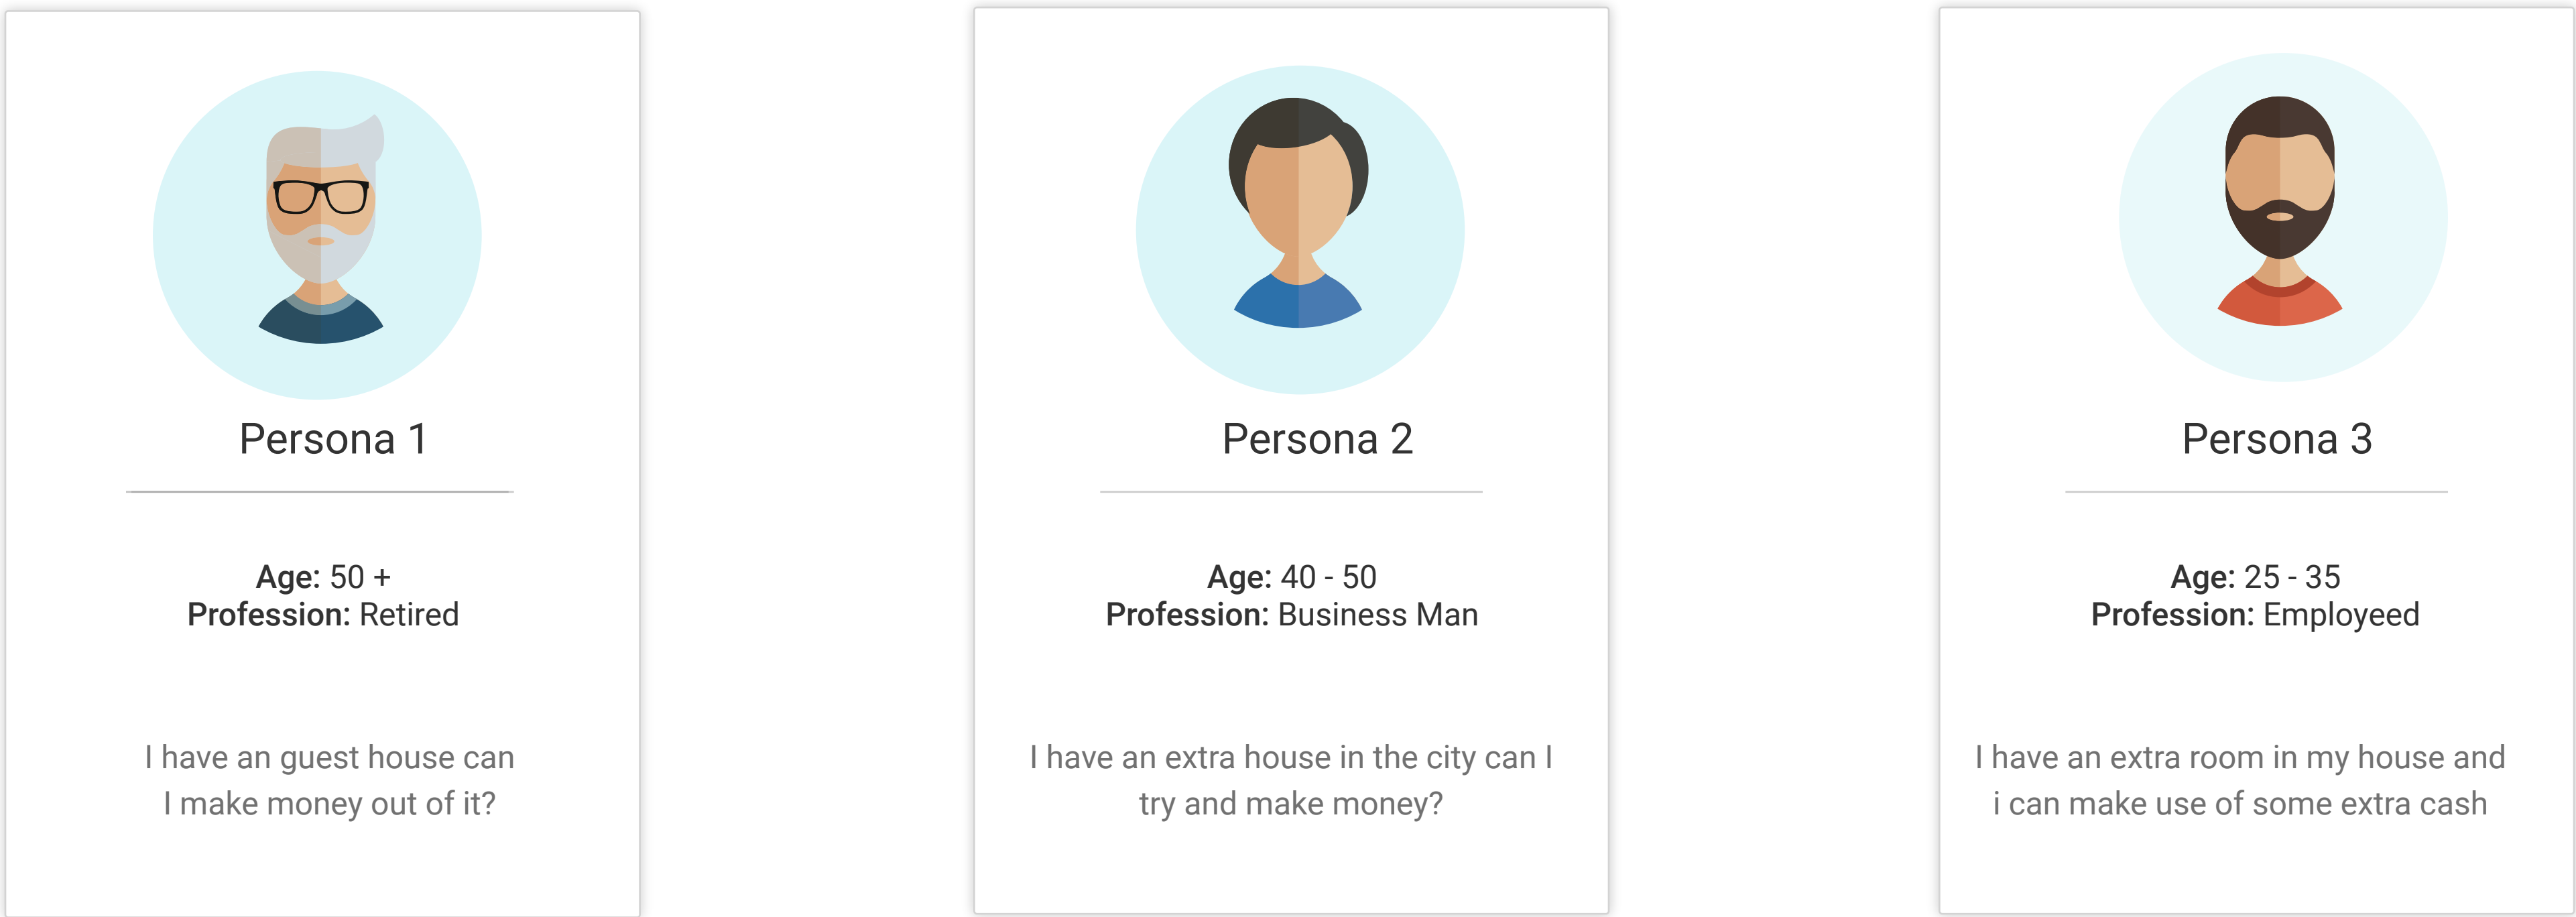 Persona 1
Age: 50 +
Profession: Retired
I have an guest house can
I make money out of it?
Persona 2
Age: 40 - 50
Profession: Business Man
I have an extra house in the city can I
try and make money?
Persona 3
Age: 25 - 35
Profession: Employeed
I have an extra room in my house and
i can make use of some extra cash